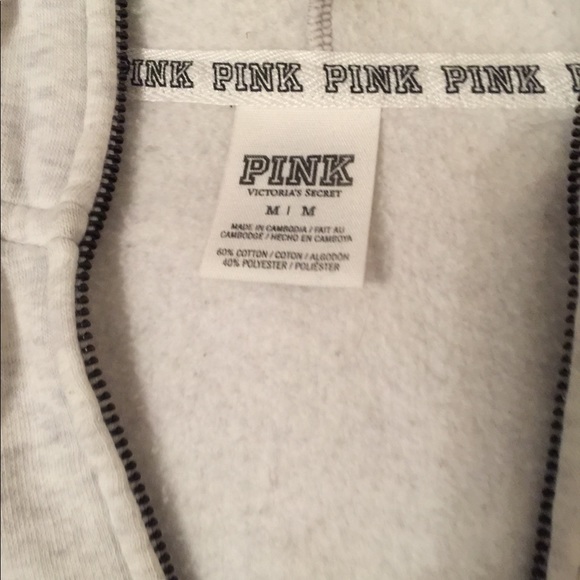 PINK PINK PINK PINK
PINK
VICTORIA'S SECRET
M | M
MADE IN CAMBODIA / FAIT AU
CAMBODGE / HECHO EN CAMBOYA
60% COTTON / COTON / ALGODÓN
40% POLYESTER / POLIÉSTER